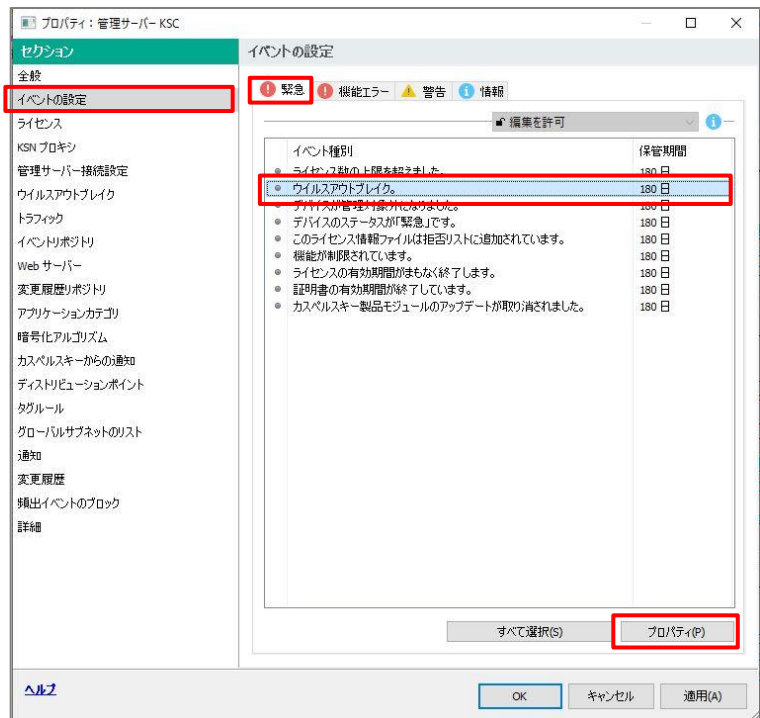 プロパティ：管理サーバー KSC
セクション
全般
イベントの設定
ライセンス
KSN プロキシ
管理サーバー接続設定
ウイルスアウトブレイク
トラフィック
イベントリポジトリ
Web サーバー
変更履歴リポジトリ
アプリケーションカテゴリ
暗号化アルゴリズム
カスペルスキーからの通知
ディストリビューションポイント
タグルール
グローバルサブネットのリスト
通知
変更履歴
頻出イベントのブロック
詳細
イベントの設定
緊急 機能エラー 警告 情報
編集を許可
イベント種別 保管期間
ライセンス数の上限を超えました。 180 日
ウイルスアウトブレイク。 180 日
デバイスが管理対象外になりました。 180 日
デバイスのステータスが「緊急」です。 180 日
このライセンス情報ファイルは拒否リストに追加されています。 180 日
機能が制限されています。 180 日
ライセンスの有効期間がまもなく終了します。 180 日
証明書の有効期間が終了しています。 180 日
カスペルスキー製品モジュールのアップデートが取り消されました。 180 日
すべて選択(S) プロパティ(P)
ヘルプ
OK キャンセル 適用(A)